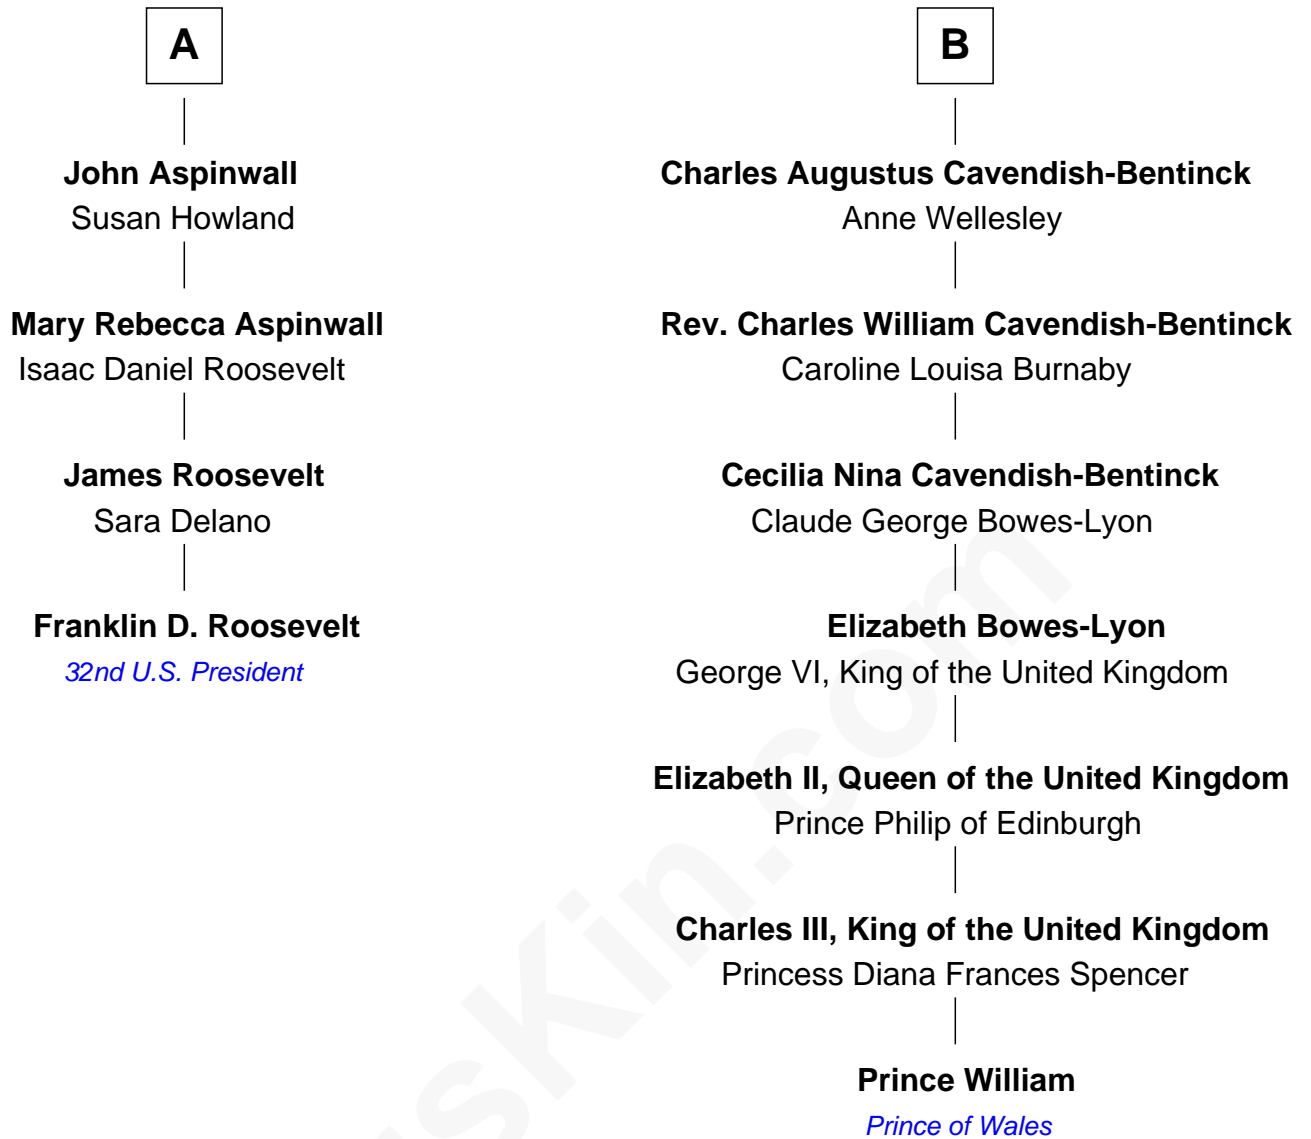 A
John Aspinwall
Susan Howland
Mary Rebecca Aspinwall
Isaac Daniel Roosevelt
James Roosevelt
Sara Delano
Franklin D. Roosevelt
32nd U.S. President
B
Charles Augustus Cavendish-Bentinck
Anne Wellesley
Rev. Charles William Cavendish-Bentinck
Caroline Louisa Burnaby
Cecilia Nina Cavendish-Bentinck
Claude George Bowes-Lyon
Elizabeth Bowes-Lyon
George VI, King of the United Kingdom
Elizabeth II, Queen of the United Kingdom
Prince Philip of Edinburgh
Charles III, King of the United Kingdom
Princess Diana Frances Spencer
Prince William
Prince of Wales